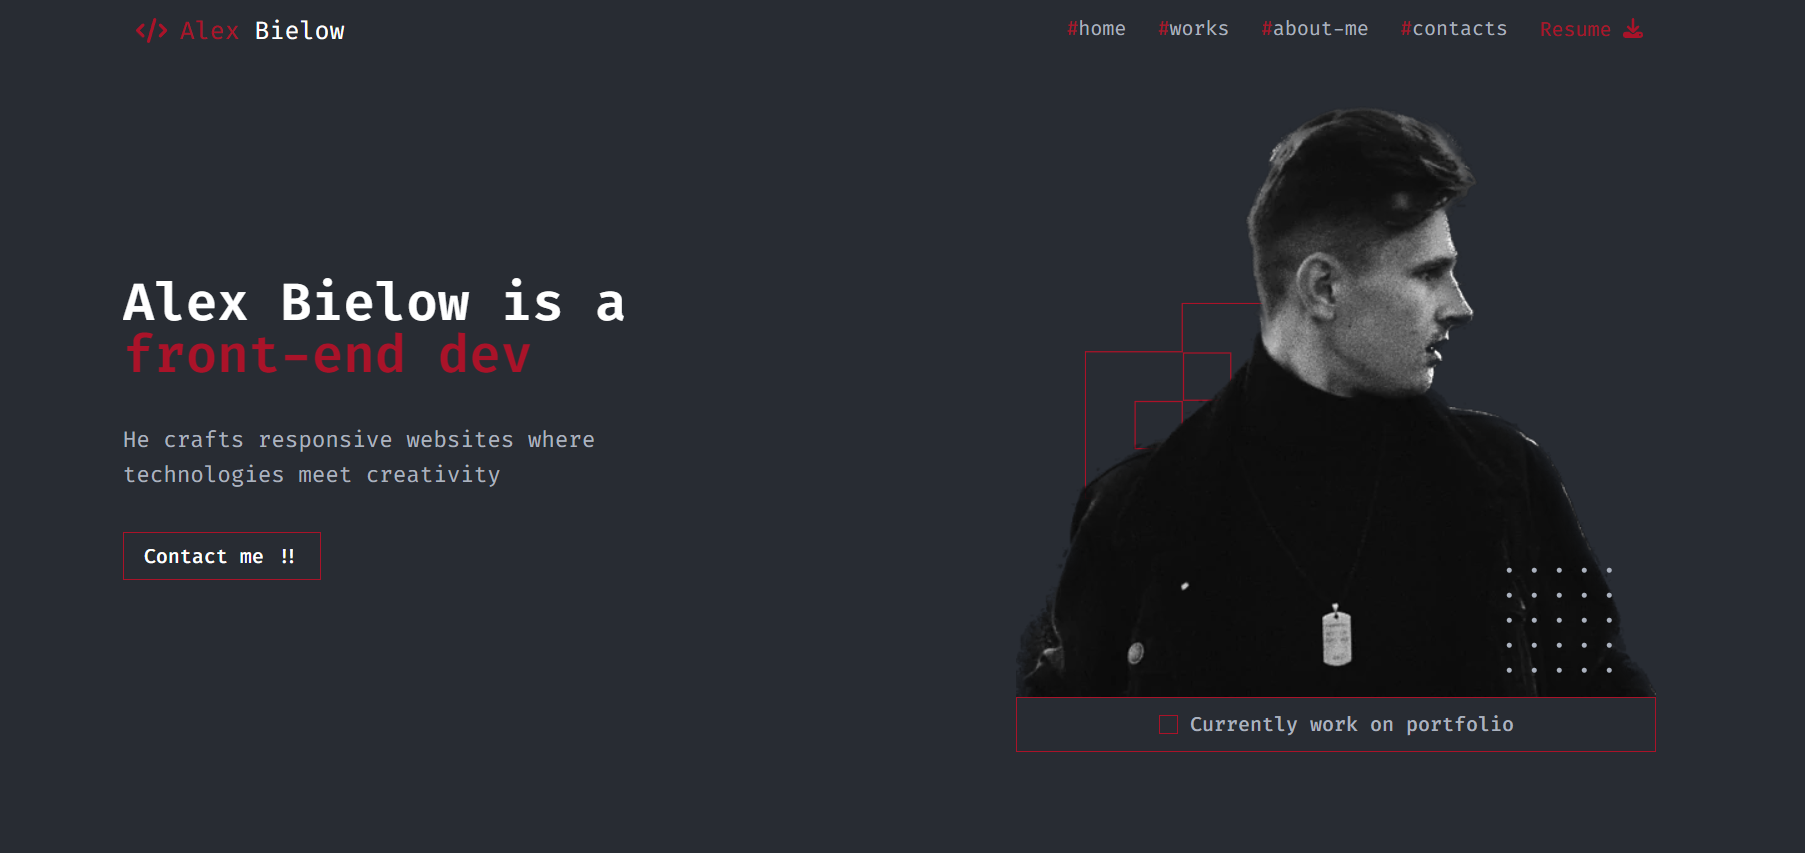 </> Alex Bielow
#home #works #about-me #contacts Resume
Alex Bielow is a
front-end dev
He crafts responsive websites where
technologies meet creativity
Contact me !!
Currently work on portfolio